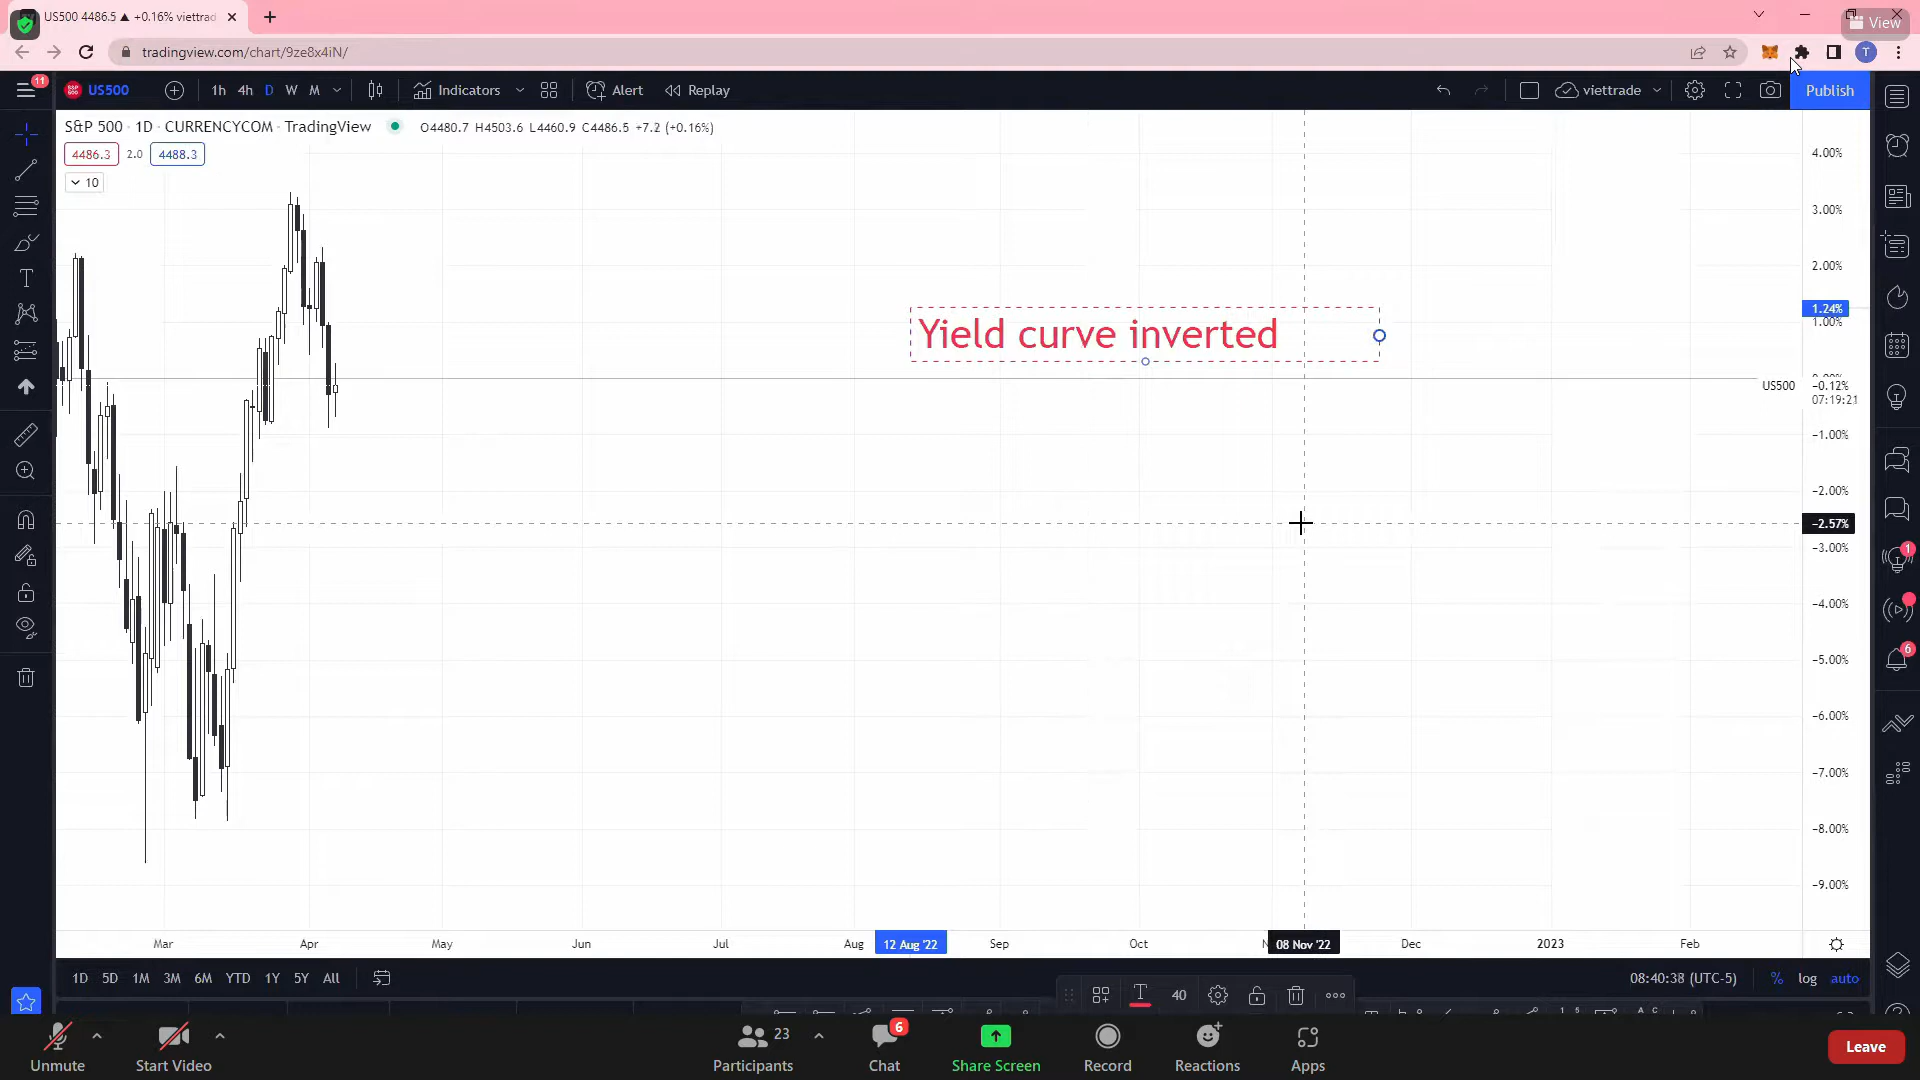 US500 4486.5 ▲ +0.16% viettrad
View
tradingview.com/chart/9ze8x4iN/
T
11
US500
1h 4h D W M
Indicators
Alert
Replay
viettrade
Publish
S&P 500 · 1D · CURRENCYCOM · TradingView
O4480.7 H4503.6 L4460.9 C4486.5 +7.2 (+0.16%)
4486.3 2.0 4488.3
10
Yield curve inverted
4.00%
3.00%
2.00%
1.24%
1.00%
US500 −0.12%
07:19:21
−1.00%
−2.00%
−2.57%
−3.00%
−4.00%
−5.00%
−6.00%
−7.00%
−8.00%
−9.00%
1
6
Mar Apr May Jun Jul Aug 12 Aug '22 Sep Oct 08 Nov '22 Dec 2023 Feb
1D 5D 1M 3M 6M YTD 1Y 5Y All
08:40:38 (UTC-5) % log auto
40
Unmute
Start Video
Participants 23
Chat 6
Share Screen
Record
Reactions
Apps
Leave